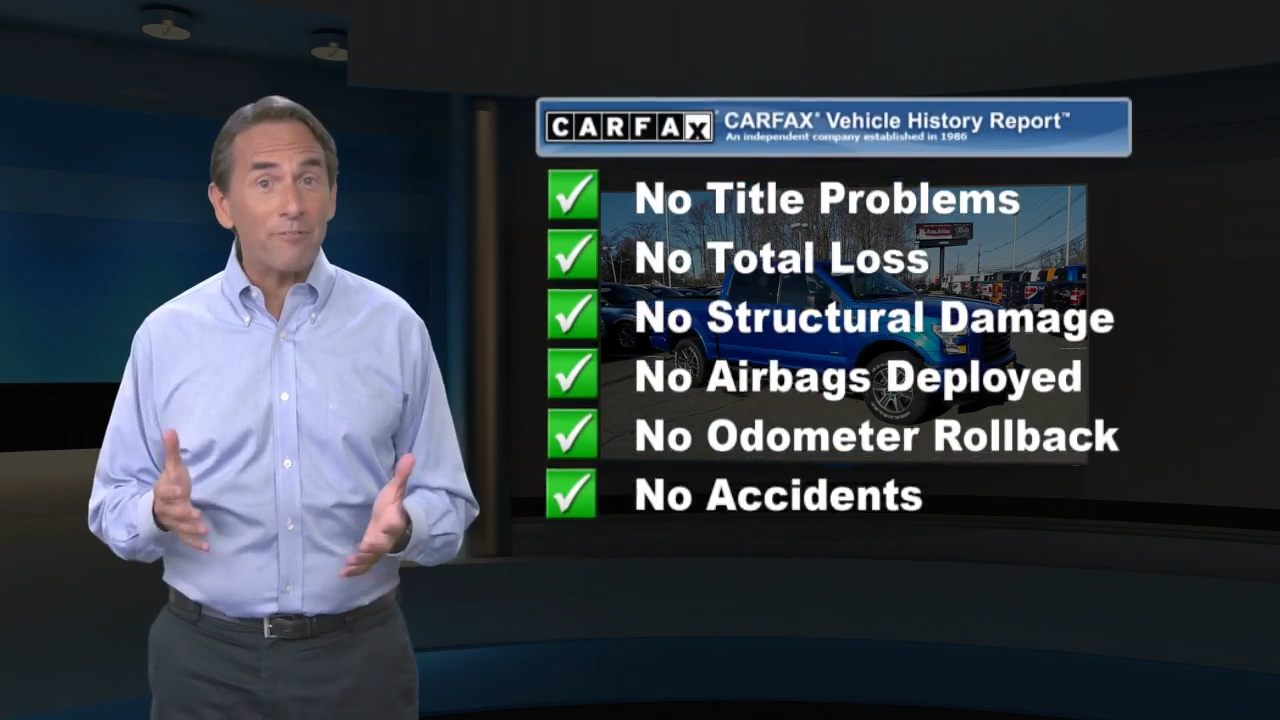 CARFAX
CARFAX® Vehicle History Report™
An independent company established in 1986
No Title Problems
No Total Loss
No Structural Damage
No Airbags Deployed
No Odometer Rollback
No Accidents